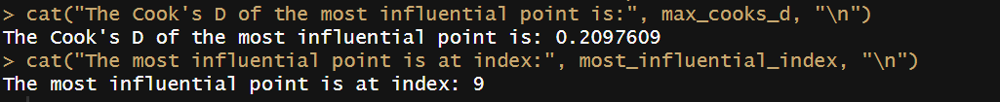 > cat("The Cook's D of the most influential point is:", max_cooks_d, "\n")
The Cook's D of the most influential point is: 0.2097609
> cat("The most influential point is at index:", most_influential_index, "\n")
The most influential point is at index: 9